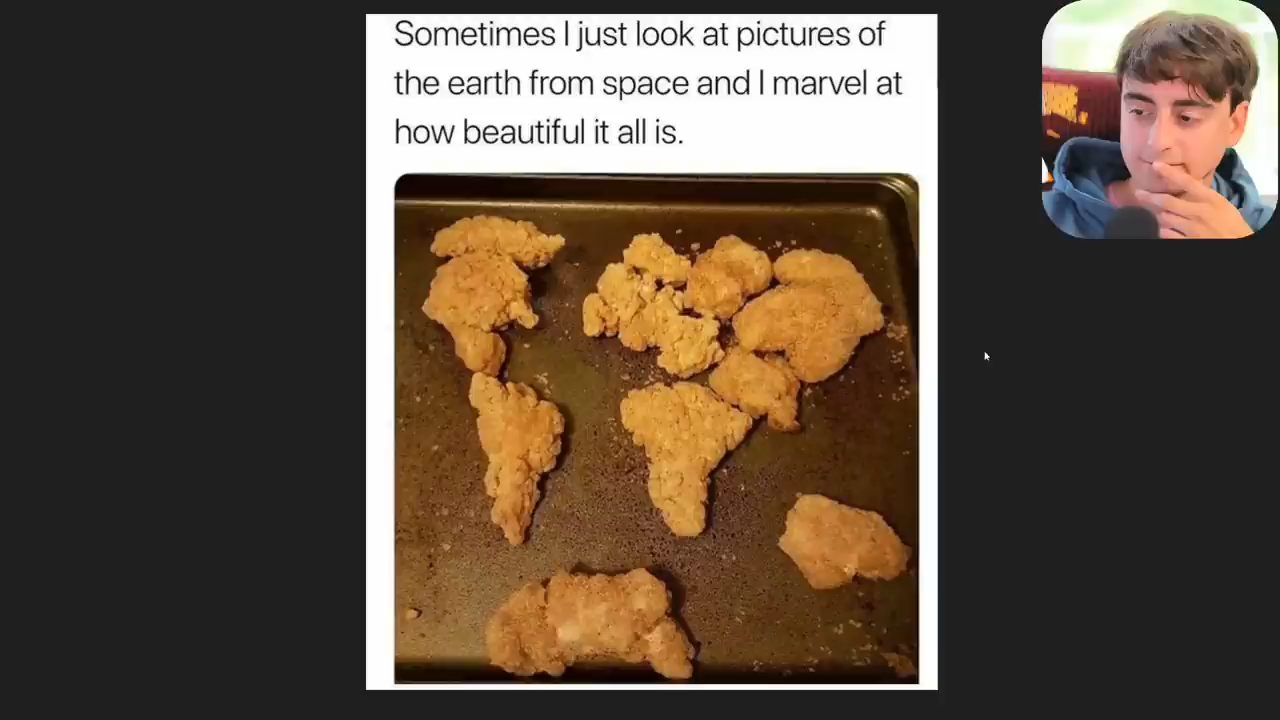 Sometimes I just look at pictures of
the earth from space and I marvel at
how beautiful it all is.